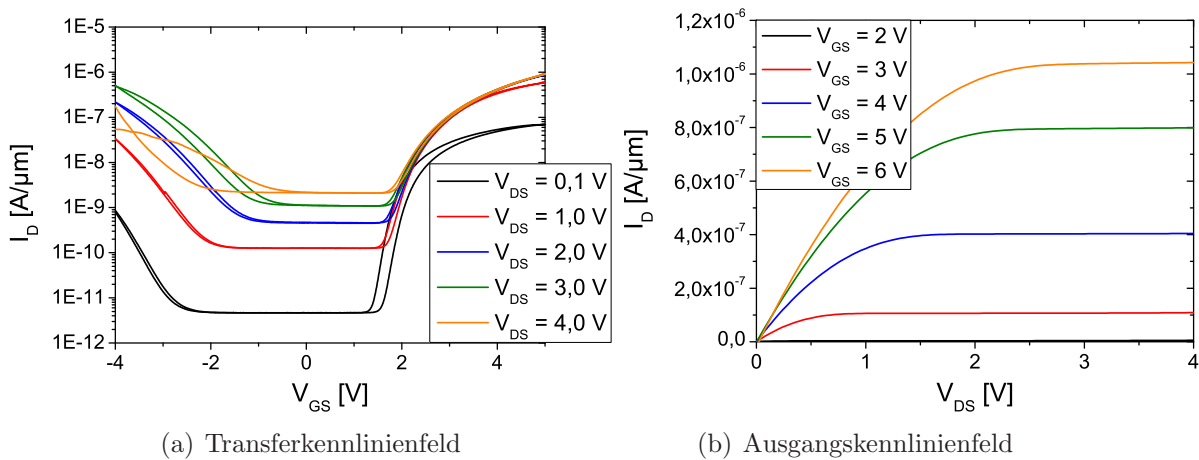 1E-5
1E-6
1E-7
1E-8
1E-9
1E-10
1E-11
1E-12
I_D [A/µm]
-4 -2 0 2 4
V_GS [V]
V_DS = 0,1 V
V_DS = 1,0 V
V_DS = 2,0 V
V_DS = 3,0 V
V_DS = 4,0 V
(a) Transferkennlinienfeld
1,2x10^-6
1,0x10^-6
8,0x10^-7
6,0x10^-7
4,0x10^-7
2,0x10^-7
0,0
I_D [A/µm]
0 1 2 3 4
V_DS [V]
V_GS = 2 V
V_GS = 3 V
V_GS = 4 V
V_GS = 5 V
V_GS = 6 V
(b) Ausgangskennlinienfeld